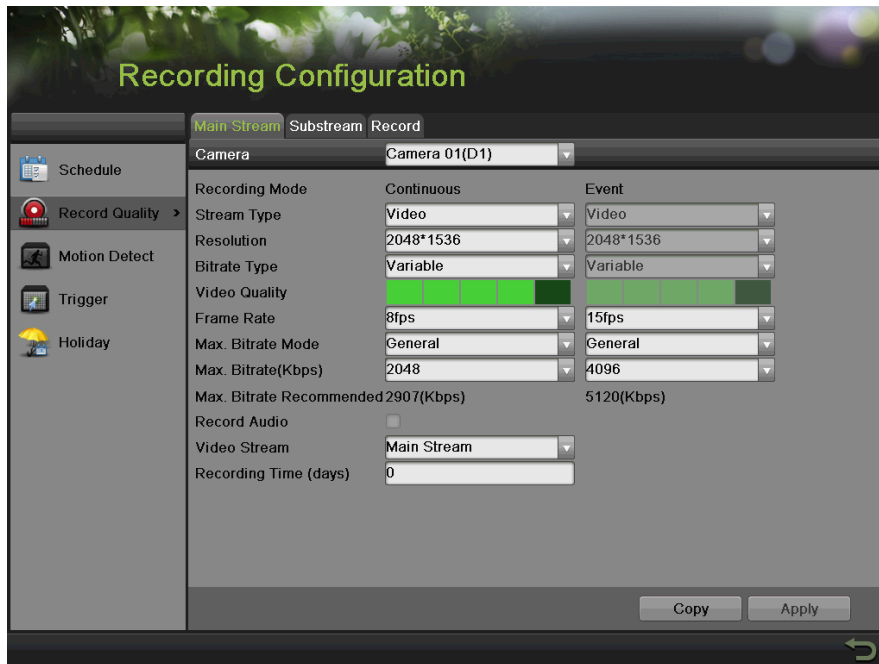 Recording Configuration
Main Stream Substream Record
Camera Camera 01(D1)
Schedule
Record Quality >
Motion Detect
Trigger
Holiday
Recording Mode Continuous Event
Stream Type Video Video
Resolution 2048*1536 2048*1536
Bitrate Type Variable Variable
Video Quality
Frame Rate 8fps 15fps
Max. Bitrate Mode General General
Max. Bitrate(Kbps) 2048 4096
Max. Bitrate Recommended 2907(Kbps) 5120(Kbps)
Record Audio
Video Stream Main Stream
Recording Time (days) 0
Copy Apply